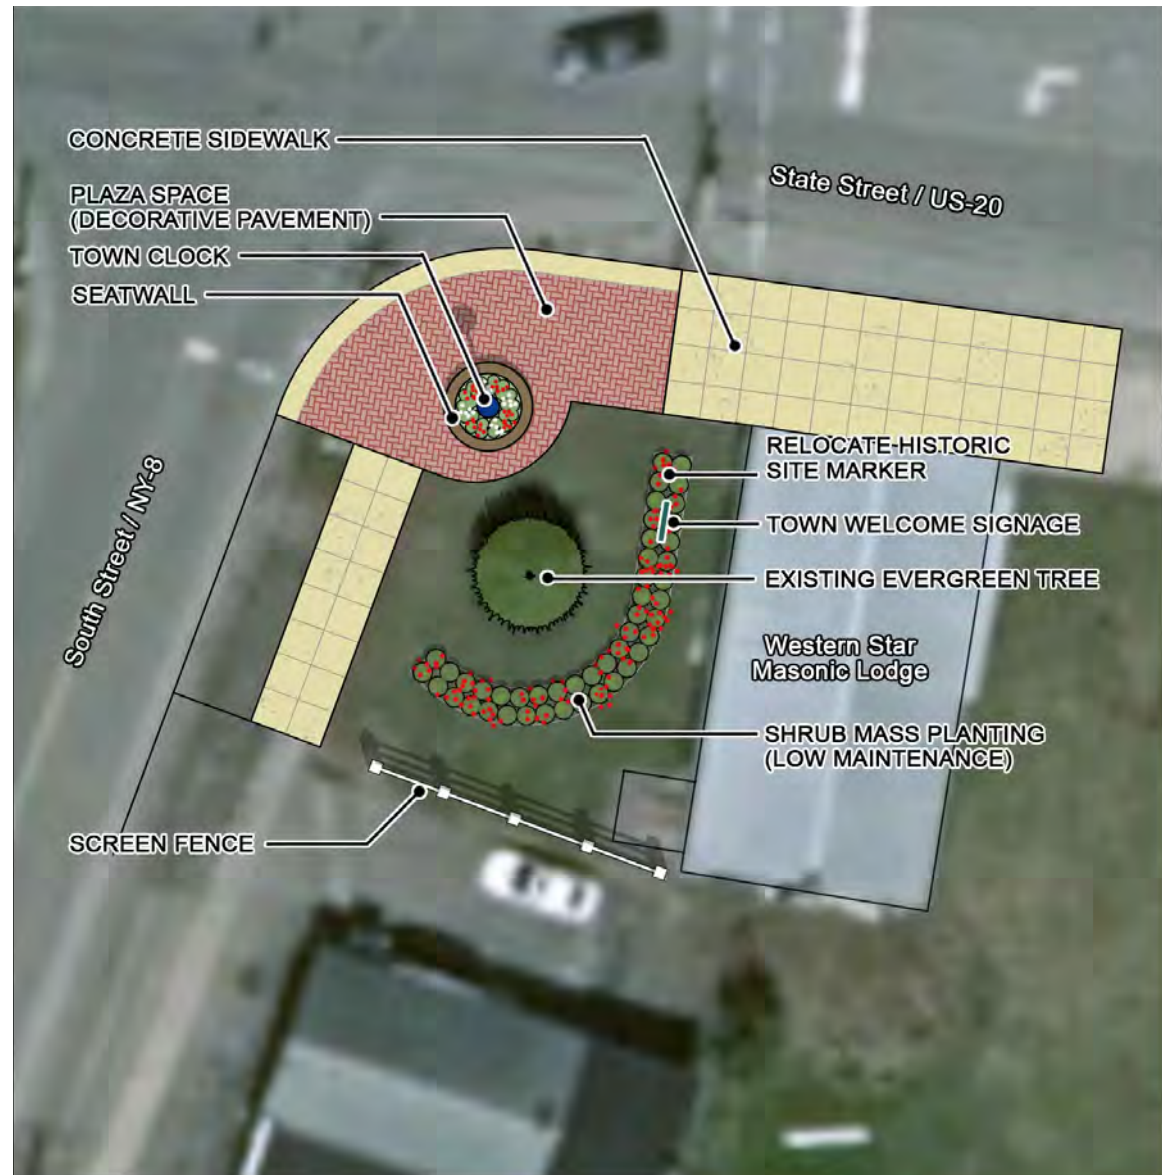 CONCRETE SIDEWALK
State Street / US-20
PLAZA SPACE
(DECORATIVE PAVEMENT)
TOWN CLOCK
SEATWALL
RELOCATE-HISTORIC
SITE MARKER
TOWN WELCOME SIGNAGE
EXISTING EVERGREEN TREE
South Street / NY-8
Western Star
Masonic Lodge
SHRUB MASS PLANTING
(LOW MAINTENANCE)
SCREEN FENCE